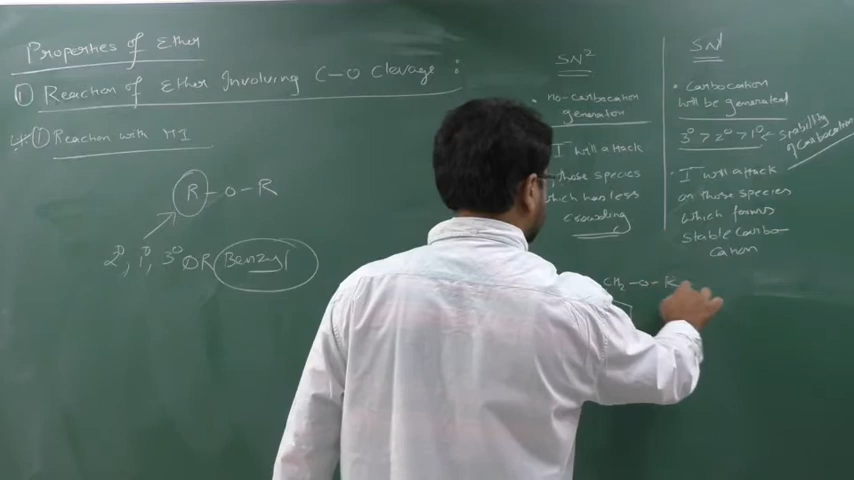 Properties of Ether
① Reaction of Ether Involving C-O Clevage :
① Reaction with MI
R-O-R
2°, 1°, 3° OR Benzyl
SN²
• no-carbocation
generation
I⁻ will attack
those species
which has less
crowding
CH₂-O-R
SN¹
• Carbocation
will be generated
3° > 2° > 1° ← stability
of Carbocation
• I⁻ will attack
on those species
which forms
stable Carbo-
cation